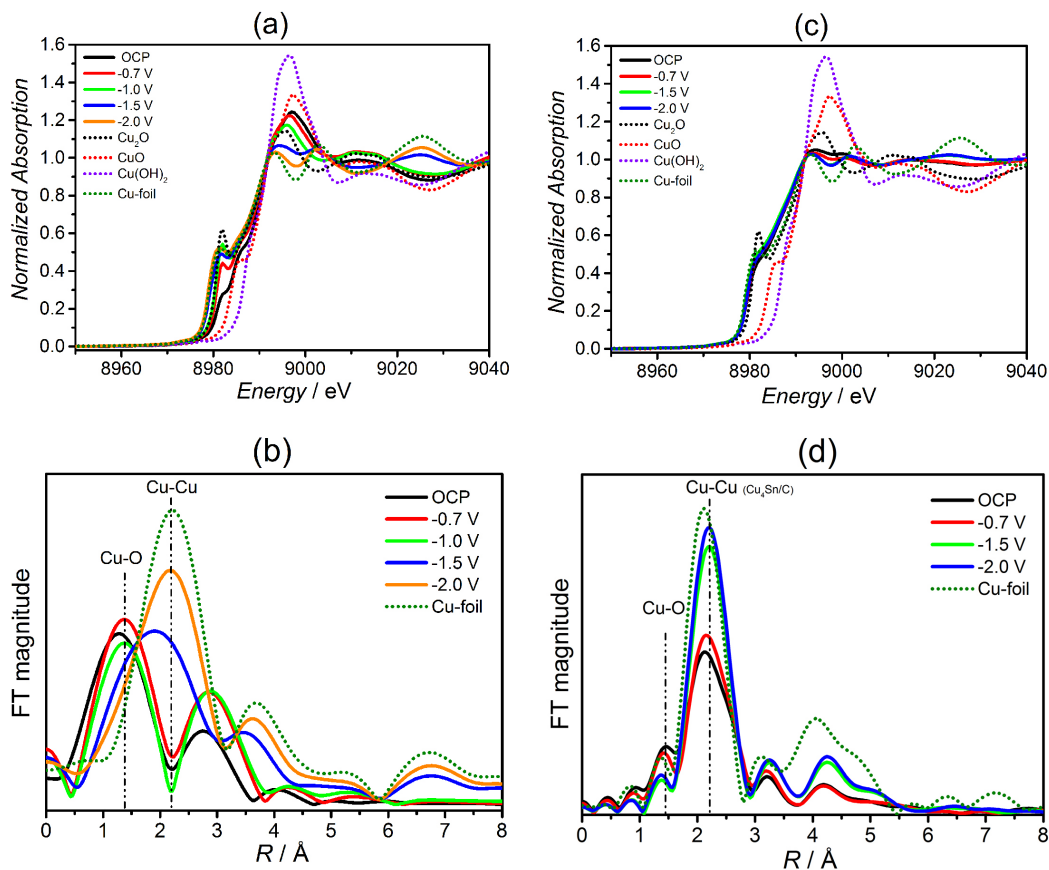 (a)
Normalized Absorption
1.6
1.4
1.2
1.0
0.8
0.6
0.4
0.2
0.0
OCP
-0.7 V
-1.0 V
-1.5 V
-2.0 V
Cu2O
CuO
Cu(OH)2
Cu-foil
8960 8980 9000 9020 9040
Energy / eV
(c)
Normalized Absorption
1.6
1.4
1.2
1.0
0.8
0.6
0.4
0.2
0.0
OCP
-0.7 V
-1.5 V
-2.0 V
Cu2O
CuO
Cu(OH)2
Cu-foil
8960 8980 9000 9020 9040
Energy / eV
(b)
FT magnitude
Cu-Cu
Cu-O
OCP
-0.7 V
-1.0 V
-1.5 V
-2.0 V
Cu-foil
0 1 2 3 4 5 6 7 8
R / Å
(d)
FT magnitude
Cu-Cu (Cu4Sn/C)
Cu-O
OCP
-0.7 V
-1.5 V
-2.0 V
Cu-foil
0 1 2 3 4 5 6 7 8
R / Å